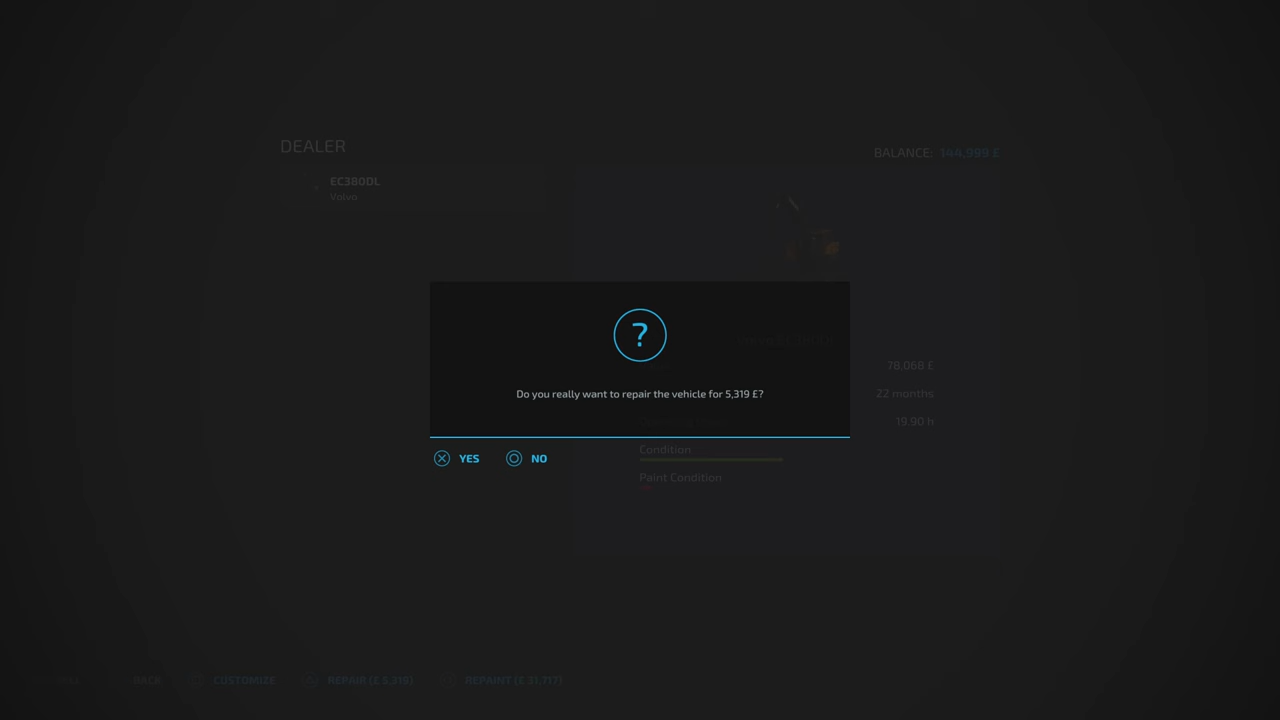 DEALER
BALANCE: 144,999 £
EC380DL
Volvo
?
78,068 £
Do you really want to repair the vehicle for 5,319 £?
22 months
19.90 h
Condition
YES
NO
Paint Condition
BACK
CUSTOMIZE
REPAIR (£ 5,319)
REPAINT (£ 31,717)